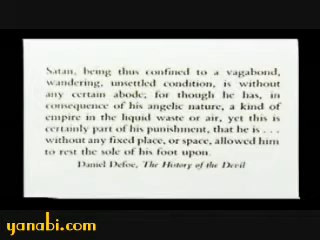 Satan, being thus confined to a vagabond,
wandering, unsettled condition, is without
any certain abode; for though he has, in
consequence of his angelic nature, a kind of
empire in the liquid waste or air, yet this is
certainly part of his punishment, that he is . . .
without any fixed place, or space, allowed him
to rest the sole of his foot upon.
Daniel Defoe, The History of the Devil
yanabi.com